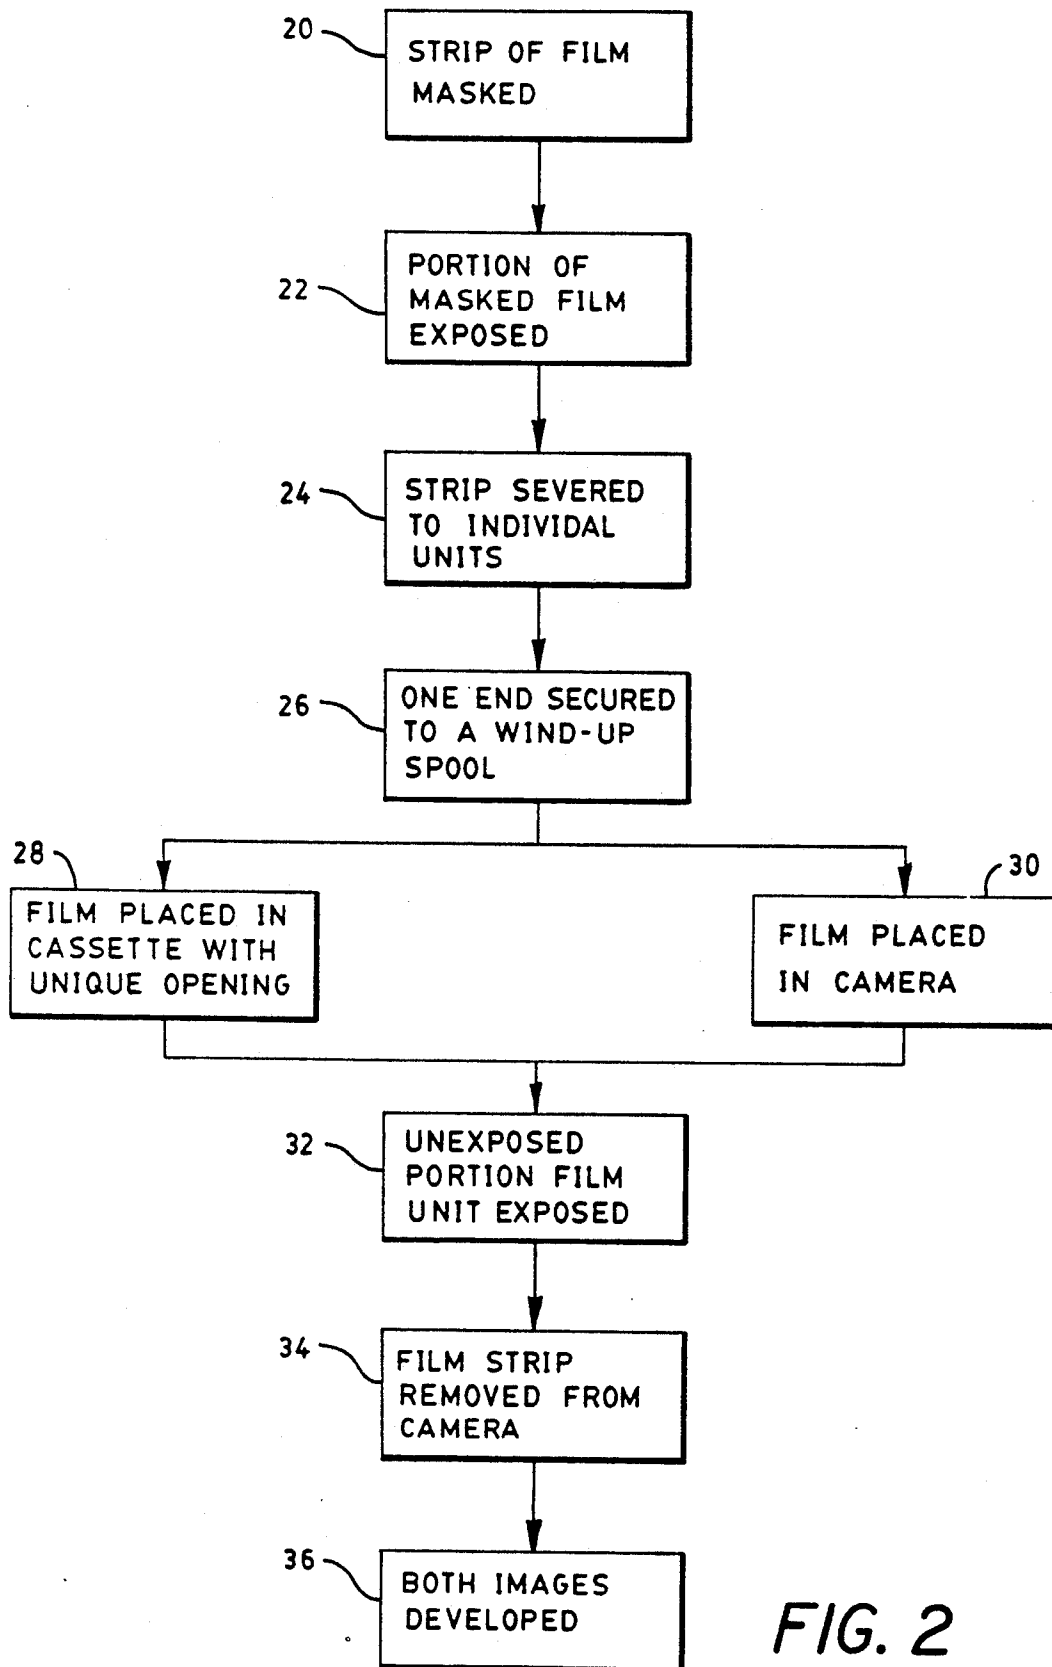 20
STRIP OF FILM
MASKED
22
PORTION OF
MASKED FILM
EXPOSED
24
STRIP SEVERED
TO INDIVIDAL
UNITS
26
ONE END SECURED
TO A WIND-UP
SPOOL
28
FILM PLACED IN
CASSETTE WITH
UNIQUE OPENING
30
FILM PLACED
IN CAMERA
32
UNEXPOSED
PORTION FILM
UNIT EXPOSED
34
FILM STRIP
REMOVED FROM
CAMERA
36
BOTH IMAGES
DEVELOPED
FIG. 2